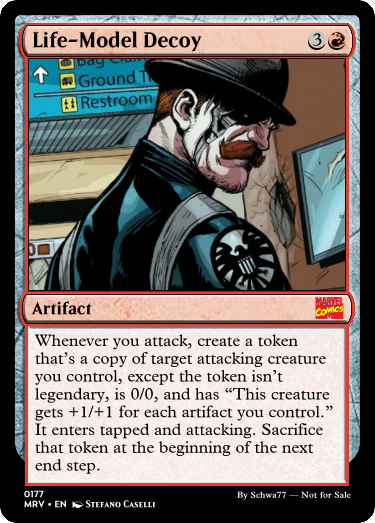 Life-Model Decoy 3
Bag Claim
Ground T
Restroom
Artifact
MARVEL
COMICS
Whenever you attack, create a token
that's a copy of target attacking creature
you control, except the token isn't
legendary, is 0/0, and has “This creature
gets +1/+1 for each artifact you control.”
It enters tapped and attacking. Sacrifice
that token at the beginning of the next
end step.
0177
MRV • EN Stefano Caselli
By Schwa77 — Not for Sale